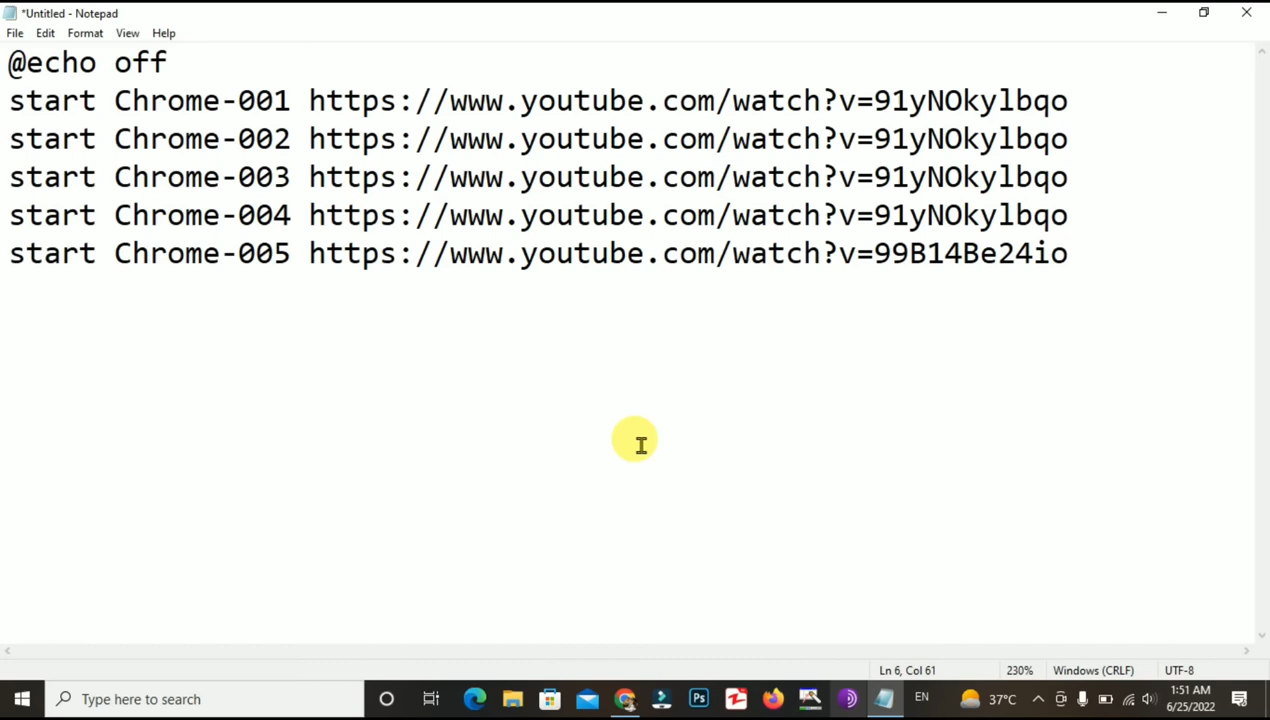 *Untitled - Notepad
File Edit Format View Help
@echo off
start Chrome-001 https://www.youtube.com/watch?v=91yNOkylbqo
start Chrome-002 https://www.youtube.com/watch?v=91yNOkylbqo
start Chrome-003 https://www.youtube.com/watch?v=91yNOkylbqo
start Chrome-004 https://www.youtube.com/watch?v=91yNOkylbqo
start Chrome-005 https://www.youtube.com/watch?v=99B14Be24io
Ln 6, Col 61 230% Windows (CRLF) UTF-8
Type here to search Ps EN 37°C 1:51 AM
6/25/2022